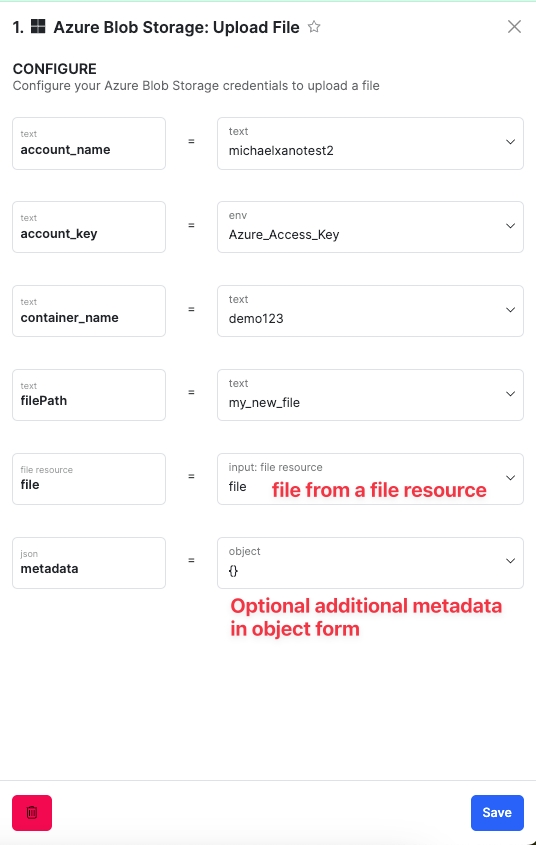 1. Azure Blob Storage: Upload File
CONFIGURE
Configure your Azure Blob Storage credentials to upload a file
text
account_name
=
text
michaelxanotest2
text
account_key
=
env
Azure_Access_Key
text
container_name
=
text
demo123
text
filePath
=
text
my_new_file
file resource
file
=
input: file resource
file
file from a file resource
json
metadata
=
object
{}
Optional additional metadata
in object form
Save